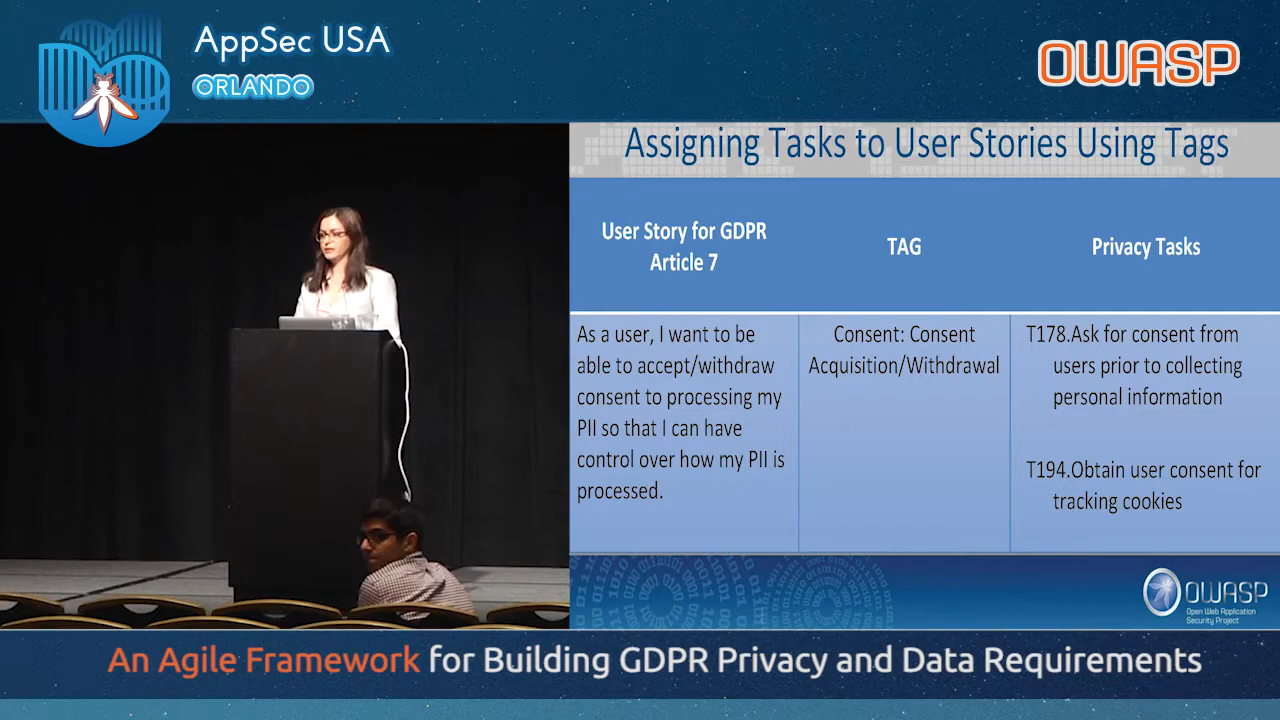 AppSec USA
ORLANDO
OWASP
Assigning Tasks to User Stories Using Tags
User Story for GDPR
Article 7
TAG
Privacy Tasks
As a user, I want to be
able to accept/withdraw
consent to processing my
PII so that I can have
control over how my PII is
processed.
Consent: Consent
Acquisition/Withdrawal
T178.Ask for consent from
users prior to collecting
personal information
T194.Obtain user consent for
tracking cookies
OWASP
Open Web Application
Security Project
An Agile Framework for Building GDPR Privacy and Data Requirements